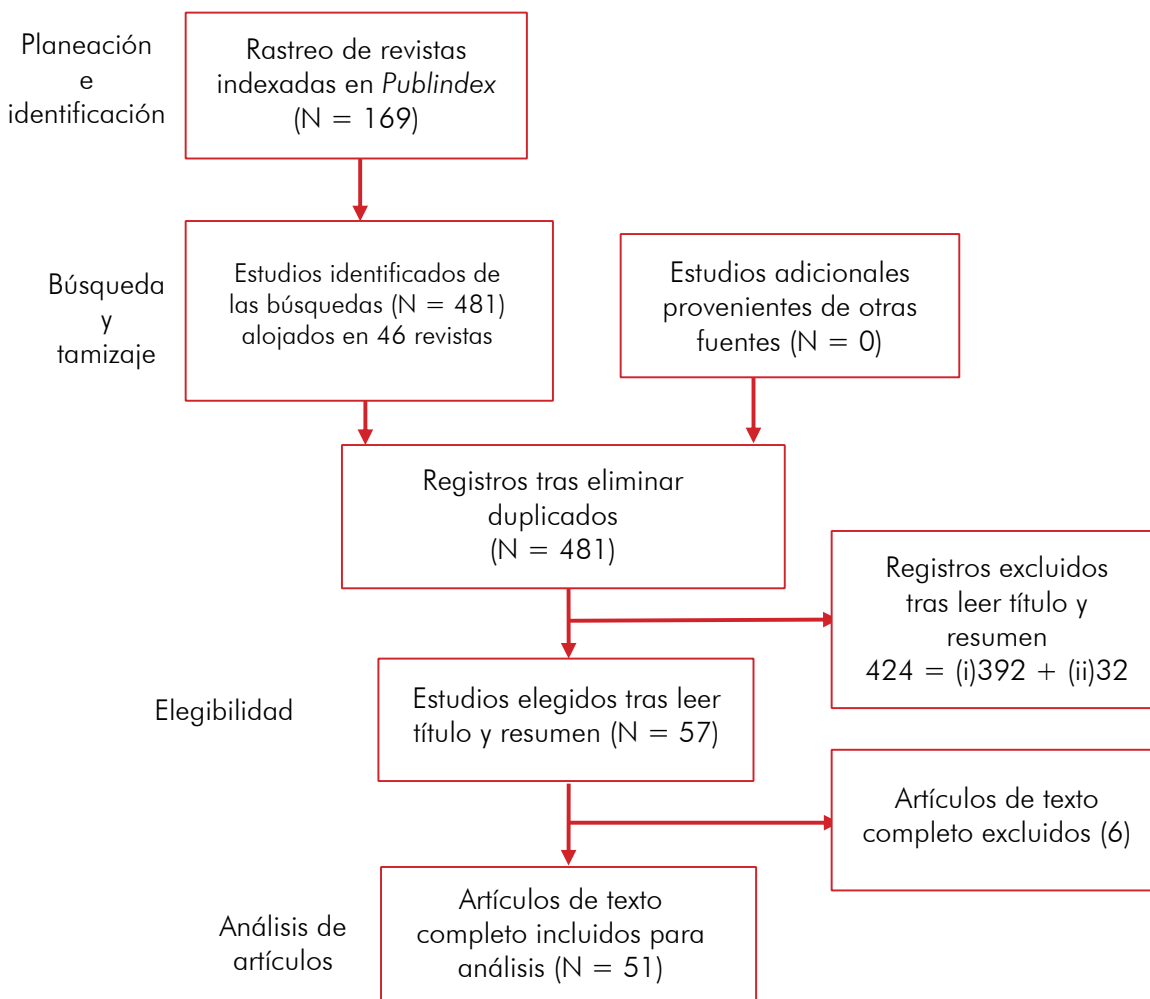 Planeación
e
identificación
Rastreo de revistas
indexadas en Publindex
(N = 169)
Búsqueda
y
tamizaje
Estudios identificados de
las búsquedas (N = 481)
alojados en 46 revistas
Estudios adicionales
provenientes de otras
fuentes (N = 0)
Registros tras eliminar
duplicados
(N = 481)
Registros excluidos
tras leer título y
resumen
424 = (i)392 + (ii)32
Elegibilidad
Estudios elegidos tras leer
título y resumen (N = 57)
Artículos de texto
completo excluidos (6)
Análisis de
artículos
Artículos de texto
completo incluidos para
análisis (N = 51)